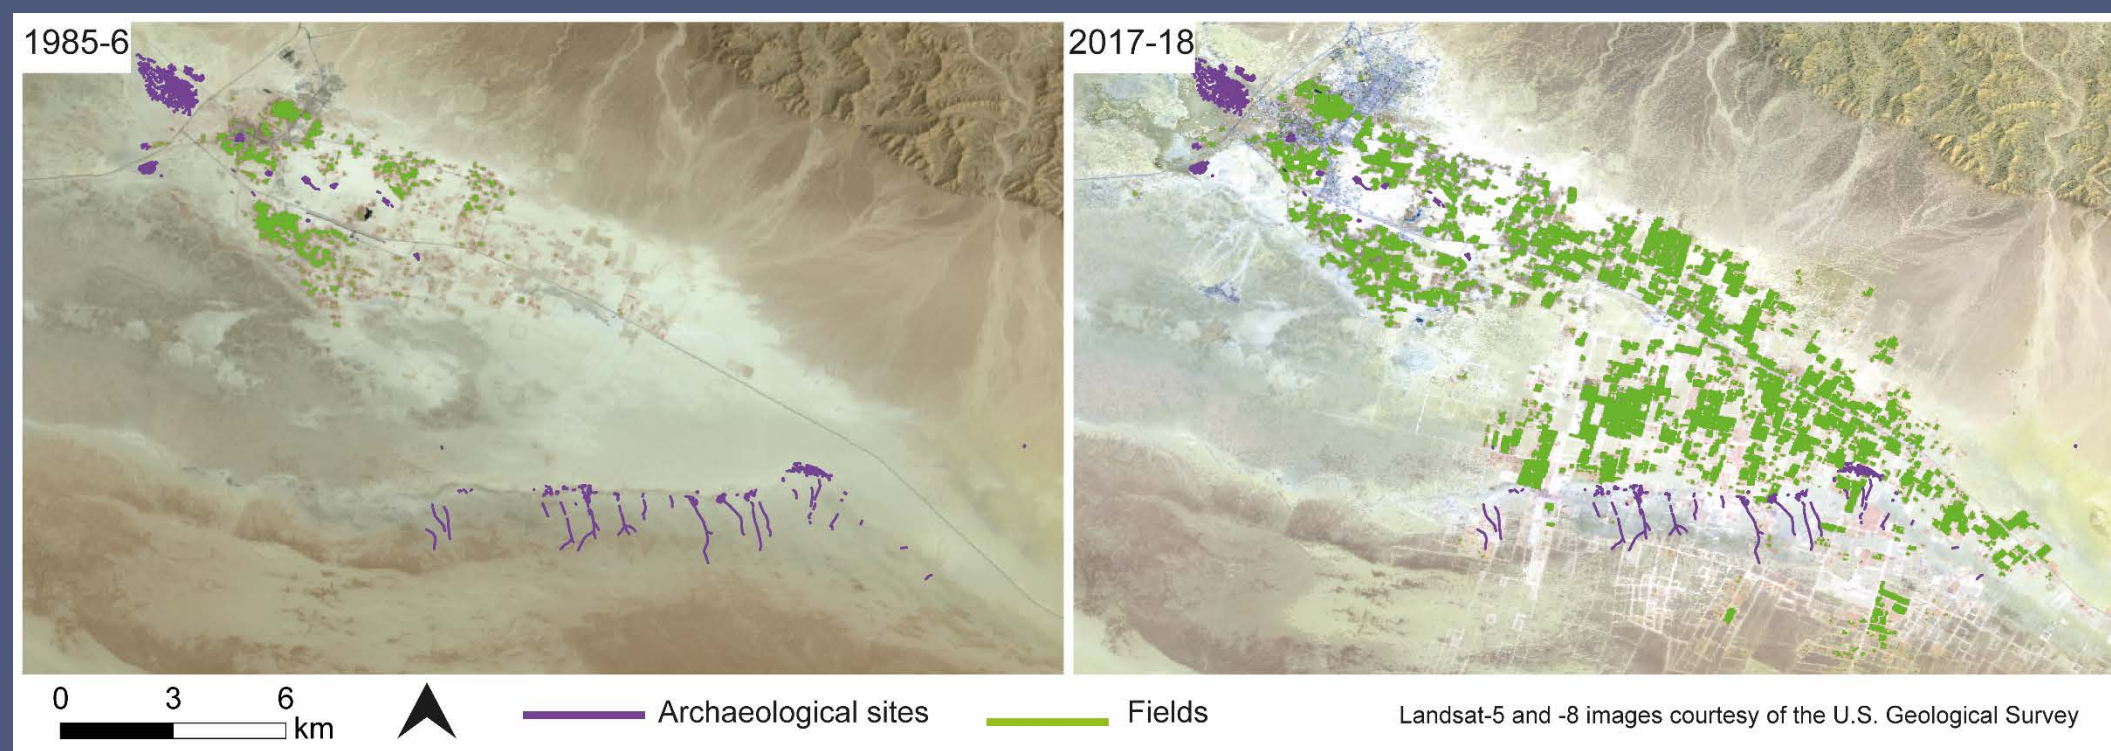 1985-6
2017-18
0 3 6
km
Archaeological sites
Fields
Landsat-5 and -8 images courtesy of the U.S. Geological Survey